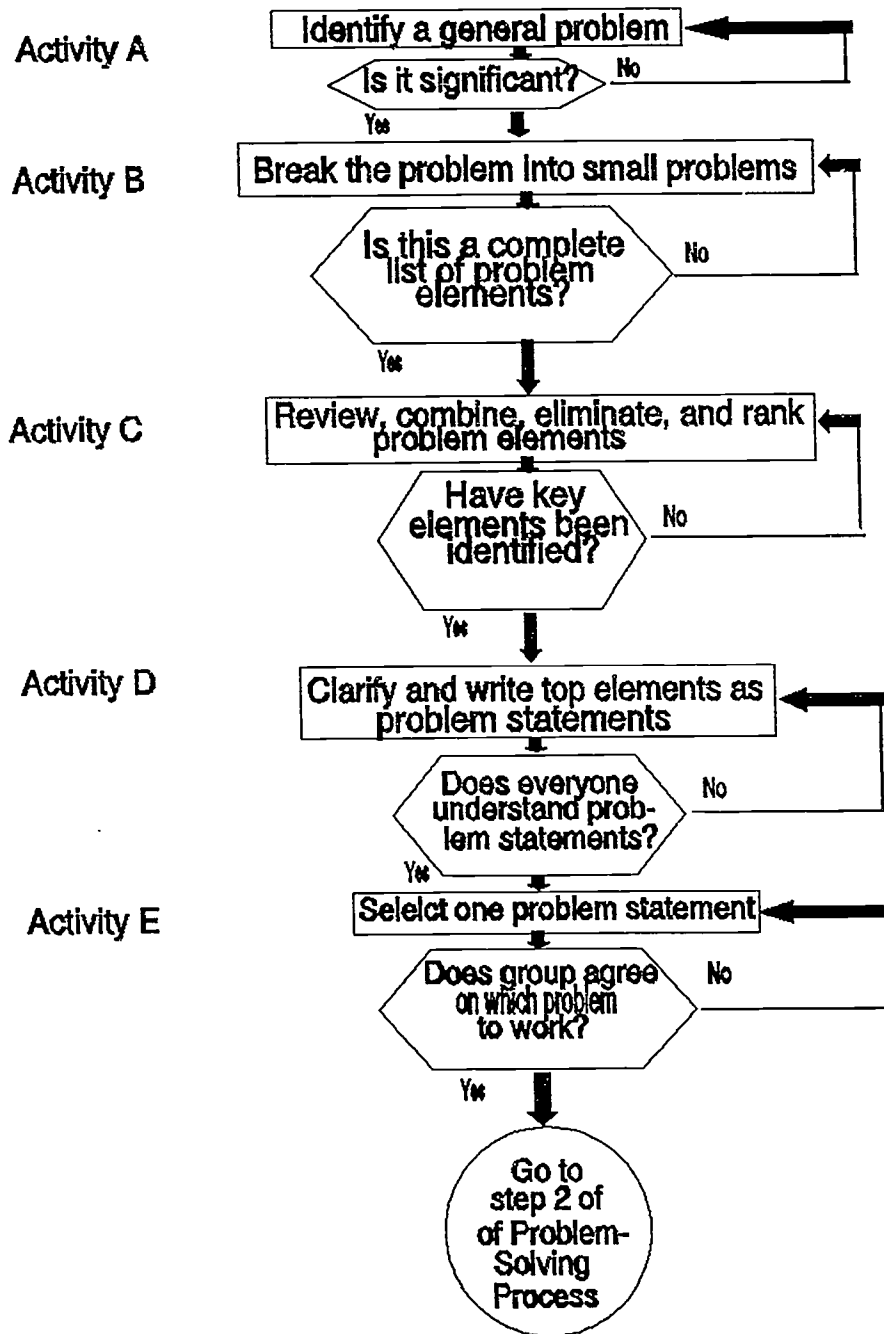 Activity A
Identify a general problem
Is it significant?
No
Yes
Activity B
Break the problem into small problems
Is this a complete
list of problem
elements?
No
Yes
Activity C
Review, combine, eliminate, and rank
problem elements
Have key
elements been
identified?
No
Yes
Activity D
Clarify and write top elements as
problem statements
Does everyone
understand prob-
lem statements?
No
Yes
Activity E
Selelct one problem statement
Does group agree
on which problem
to work?
No
Yes
Go to
step 2 of
of Problem-
Solving
Process